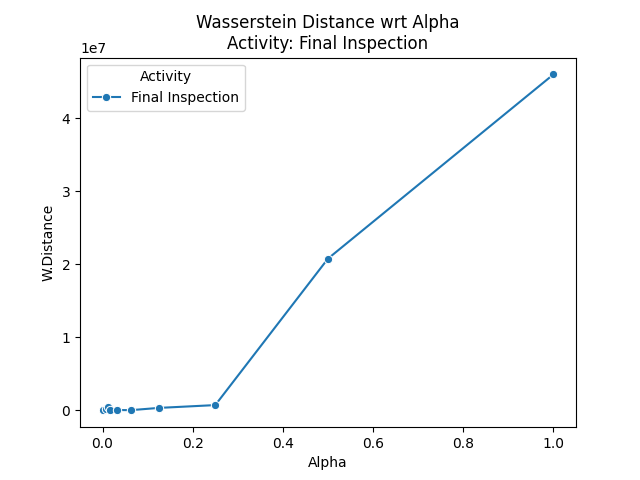 Wasserstein Distance wrt Alpha
Activity: Final Inspection
1e7
Activity
Final Inspection
4
3
2
1
0
W.Distance
0.0 0.2 0.4 0.6 0.8 1.0
Alpha